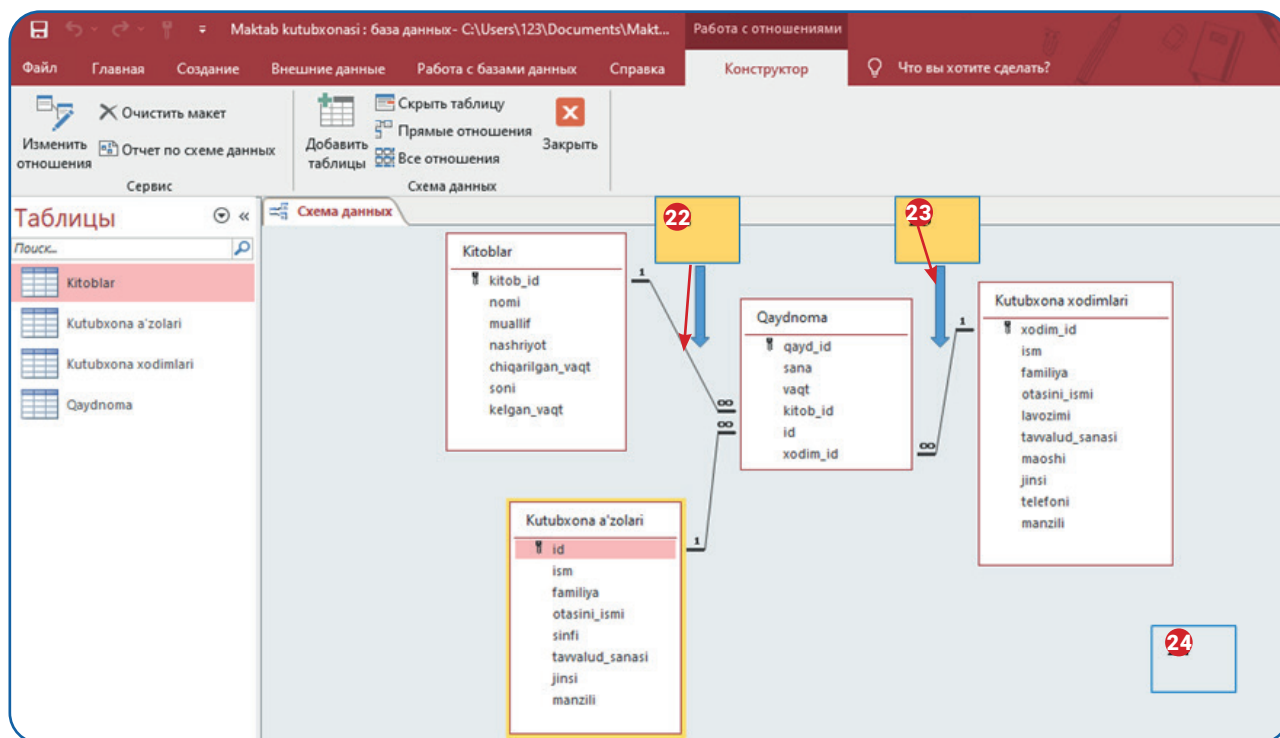 Maktab kutubxonasi : база данных- C:\Users\123\Documents\Makt...
Работа с отношениями
Файл Главная Создание Внешние данные Работа с базами данных Справка Конструктор Что вы хотите сделать?
Изменить отношения
Очистить макет
Отчет по схеме данных
Сервис
Добавить таблицы
Скрыть таблицу
Прямые отношения
Все отношения
Закрыть
Схема данных
Таблицы
Поиск...
Kitoblar
Kutubxona a'zolari
Kutubxona xodimlari
Qaydnoma
Схема данных
22
23
Kitoblar
kitob_id
nomi
muallif
nashriyot
chiqarilgan_vaqt
soni
kelgan_vaqt
1
∞
∞
Qaydnoma
qayd_id
sana
vaqt
kitob_id
id
xodim_id
∞
1
Kutubxona xodimlari
xodim_id
ism
familiya
otasini_ismi
lavozimi
tavvalud_sanasi
maoshi
jinsi
telefoni
manzili
Kutubxona a'zolari
id
ism
familiya
otasini_ismi
sinfi
tavvalud_sanasi
jinsi
manzili
1
24